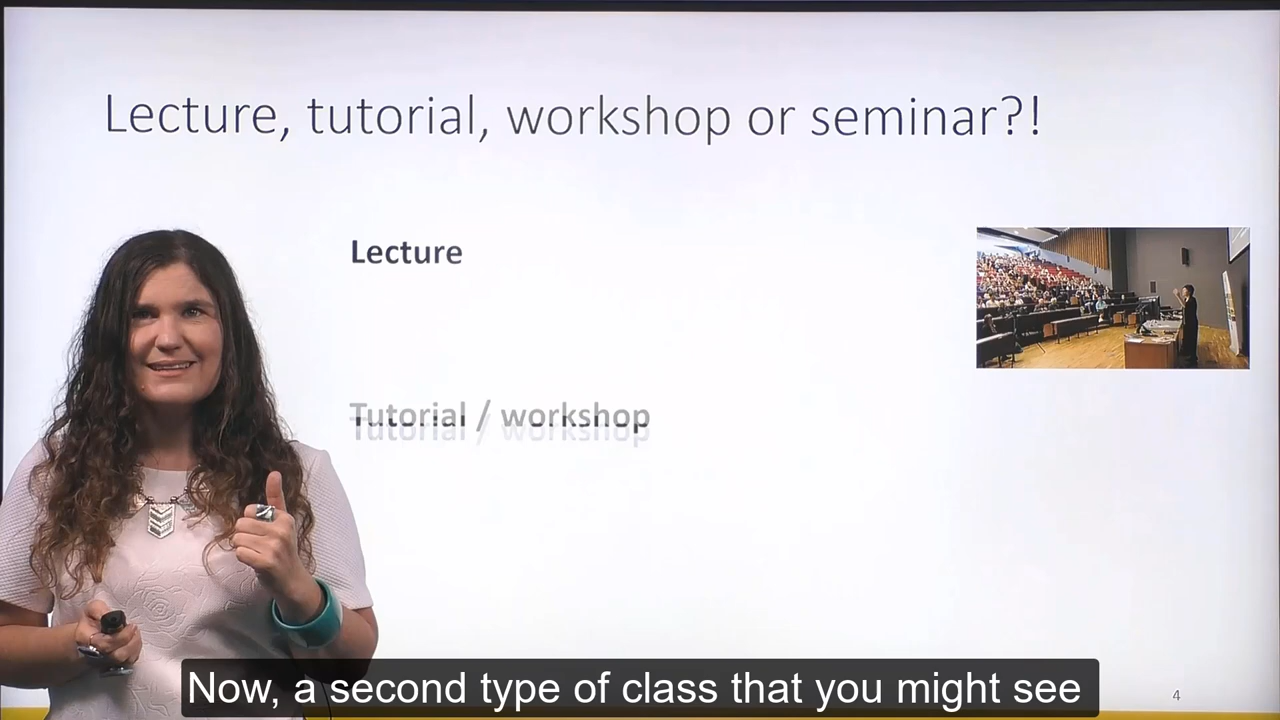 Lecture, tutorial, workshop or seminar?!
Lecture
Tutorial / workshop
Now, a second type of class that you might see
4